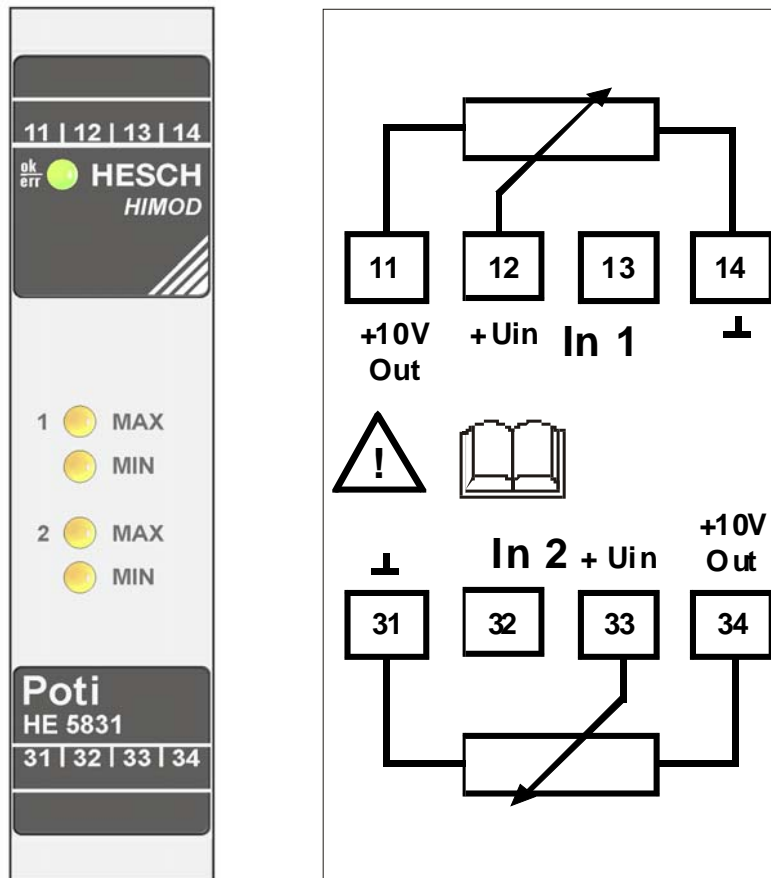 11 | 12 | 13 | 14
ok
err
HESCH
HIMOD
1 MAX
MIN
2 MAX
MIN
Poti
HE 5831
31 | 32 | 33 | 34
11 12 13 14
+10V
Out
+Uin
In 1
!
In 2
+ Uin
+10V
Out
31 32 33 34